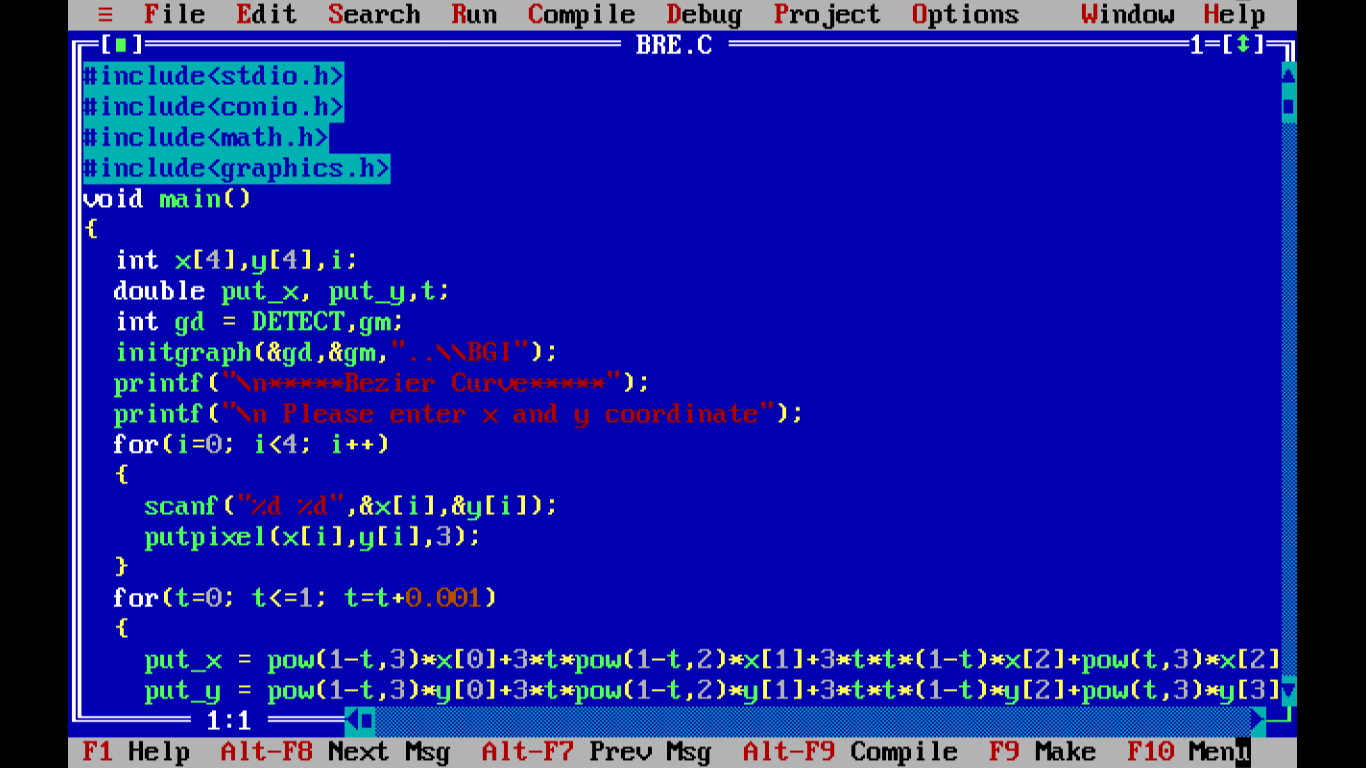 ≡ File Edit Search Run Compile Debug Project Options Window Help
[■] BRE.C 1=[↕]
#include<stdio.h>
#include<conio.h>
#include<math.h>
#include<graphics.h>
void main()
{
int x[4],y[4],i;
double put_x, put_y,t;
int gd = DETECT,gm;
initgraph(&gd,&gm,"..\\BGI");
printf("\n*****Bezier Curve*****");
printf("\n Please enter x and y coordinate");
for(i=0; i<4; i++)
{
scanf("%d %d",&x[i],&y[i]);
putpixel(x[i],y[i],3);
}
for(t=0; t<=1; t=t+0.001)
{
put_x = pow(1-t,3)*x[0]+3*t*pow(1-t,2)*x[1]+3*t*t*(1-t)*x[2]+pow(t,3)*x[2]
put_y = pow(1-t,3)*y[0]+3*t*pow(1-t,2)*y[1]+3*t*t*(1-t)*y[2]+pow(t,3)*y[3]
1:1
F1 Help Alt-F8 Next Msg Alt-F7 Prev Msg Alt-F9 Compile F9 Make F10 Menu